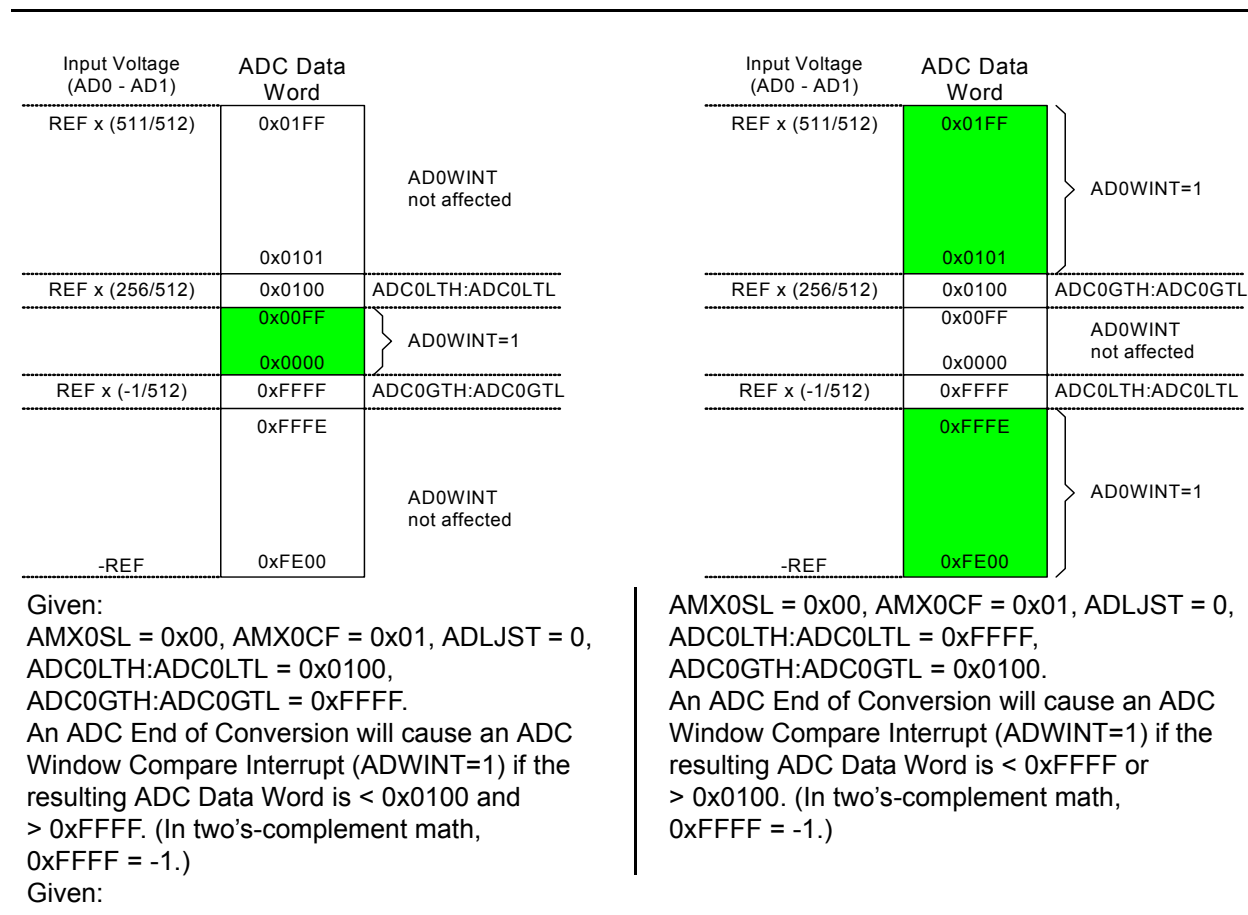 Input Voltage
(AD0 - AD1)
ADC Data
Word
REF x (511/512)
0x01FF
AD0WINT
not affected
0x0101
REF x (256/512)
0x0100
ADC0LTH:ADC0LTL
0x00FF
AD0WINT=1
0x0000
REF x (-1/512)
0xFFFF
ADC0GTH:ADC0GTL
0xFFFE
AD0WINT
not affected
-REF
0xFE00
Given:
AMX0SL = 0x00, AMX0CF = 0x01, ADLJST = 0,
ADC0LTH:ADC0LTL = 0x0100,
ADC0GTH:ADC0GTL = 0xFFFF.
An ADC End of Conversion will cause an ADC
Window Compare Interrupt (ADWINT=1) if the
resulting ADC Data Word is < 0x0100 and
> 0xFFFF. (In two's-complement math,
0xFFFF = -1.)
Given:
Input Voltage
(AD0 - AD1)
ADC Data
Word
REF x (511/512)
0x01FF
AD0WINT=1
0x0101
REF x (256/512)
0x0100
ADC0GTH:ADC0GTL
0x00FF
AD0WINT
not affected
0x0000
REF x (-1/512)
0xFFFF
ADC0LTH:ADC0LTL
0xFFFE
AD0WINT=1
-REF
0xFE00
AMX0SL = 0x00, AMX0CF = 0x01, ADLJST = 0,
ADC0LTH:ADC0LTL = 0xFFFF,
ADC0GTH:ADC0GTL = 0x0100.
An ADC End of Conversion will cause an ADC
Window Compare Interrupt (ADWINT=1) if the
resulting ADC Data Word is < 0xFFFF or
> 0x0100. (In two's-complement math,
0xFFFF = -1.)